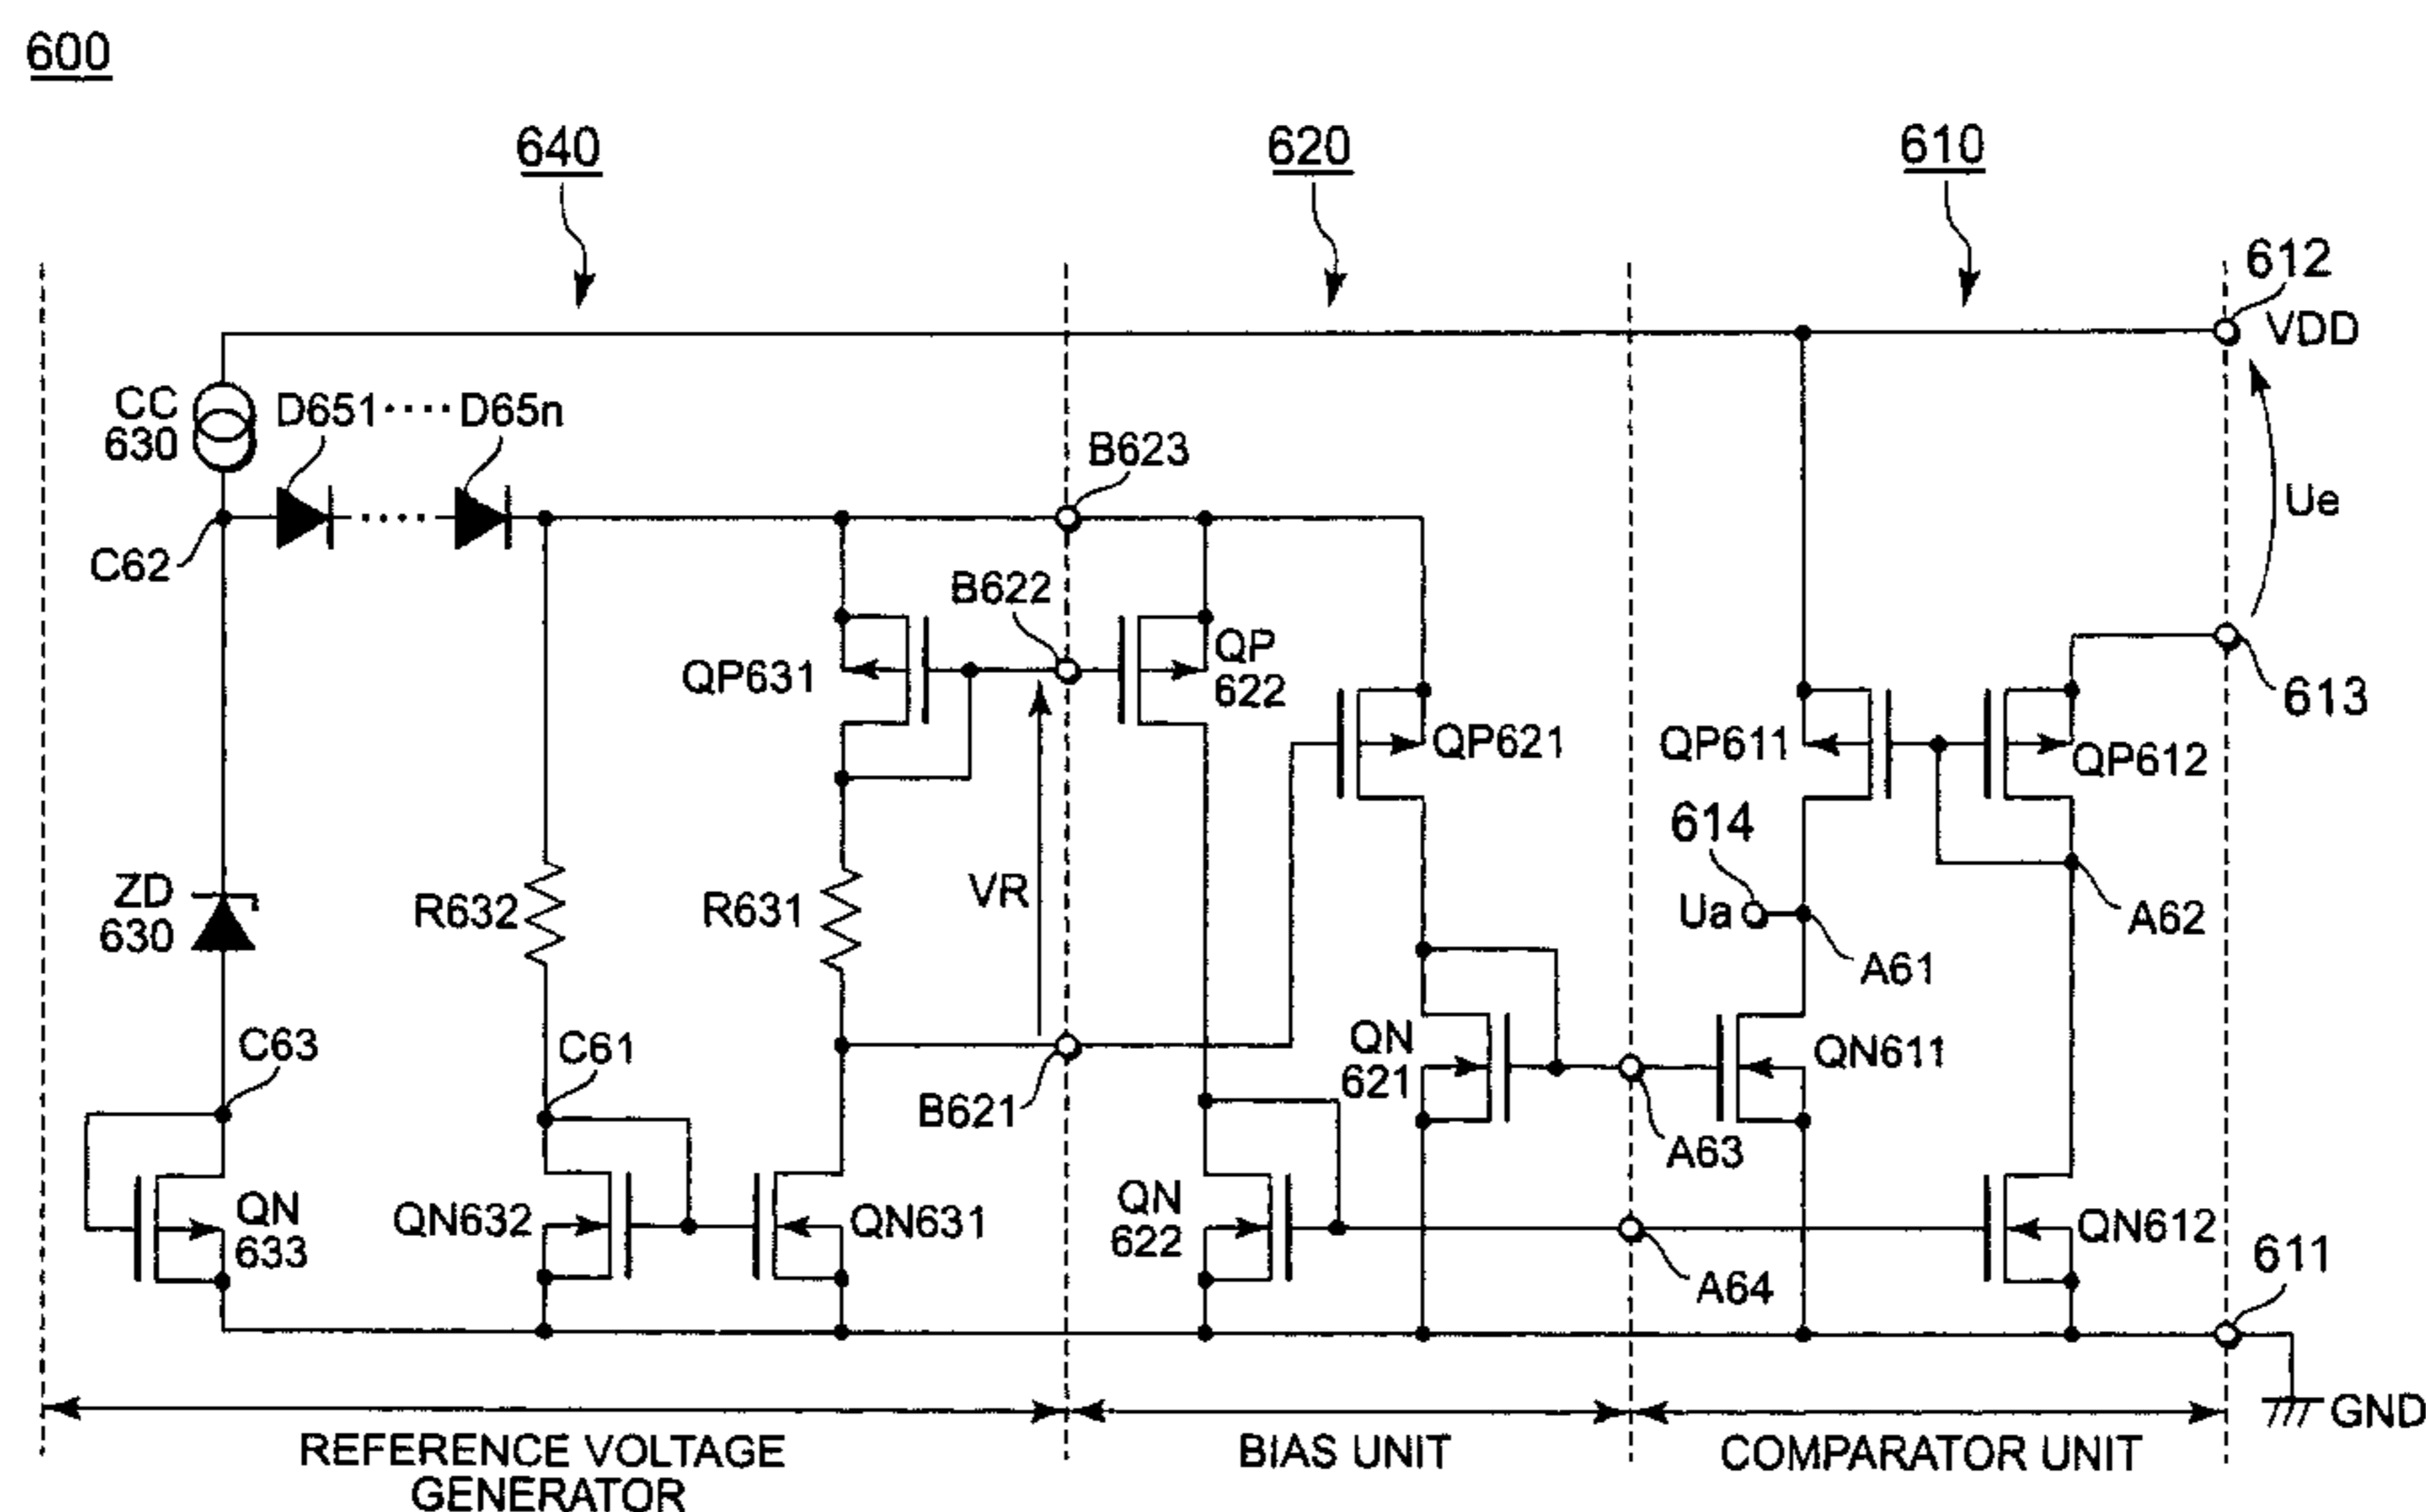 600
640
620
610
612
VDD
CC
630
D651 ···· D65n
B623
Ue
C62
B622
QP631
QP
622
QP621
QP611
QP612
613
614
ZD
630
R632
R631
VR
Ua
A62
A61
C63
C61
QN
621
QN611
B621
A63
QN
633
QN632
QN631
QN
622
QN612
A64
611
GND
REFERENCE VOLTAGE
GENERATOR
BIAS UNIT
COMPARATOR UNIT